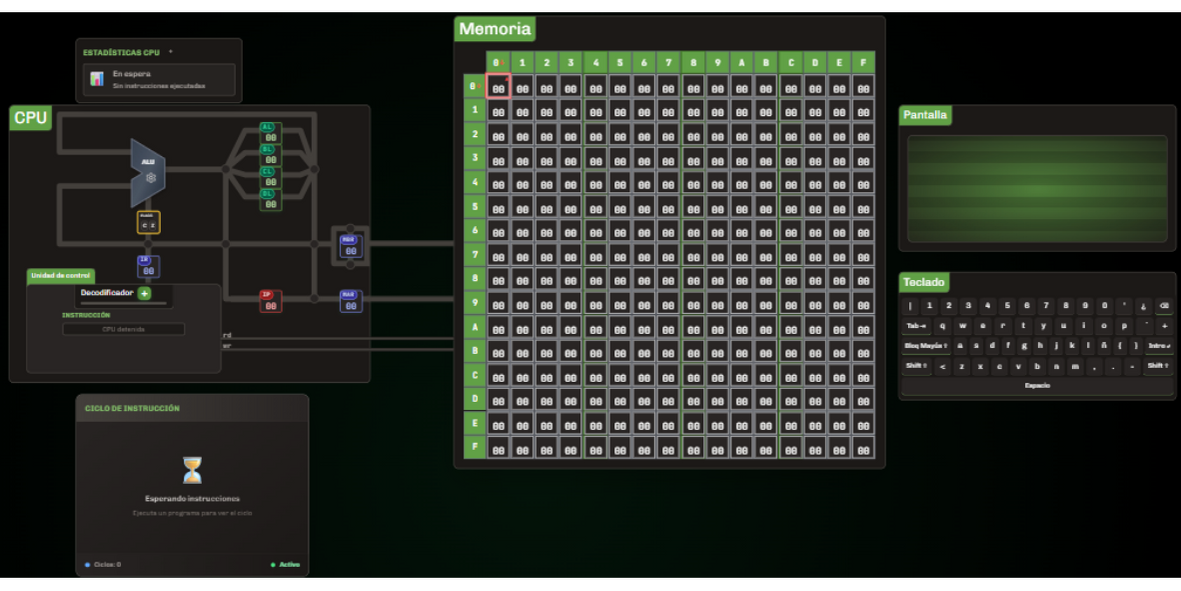 Memoria
ESTADÍSTICAS CPU +
En espera
Sin instrucciones ejecutadas
0 1 2 3 4 5 6 7 8 9 A B C D E F
0 00 00 00 00 00 00 00 00 00 00 00 00 00 00 00 00
1 00 00 00 00 00 00 00 00 00 00 00 00 00 00 00 00
2 00 00 00 00 00 00 00 00 00 00 00 00 00 00 00 00
3 00 00 00 00 00 00 00 00 00 00 00 00 00 00 00 00
4 00 00 00 00 00 00 00 00 00 00 00 00 00 00 00 00
5 00 00 00 00 00 00 00 00 00 00 00 00 00 00 00 00
6 00 00 00 00 00 00 00 00 00 00 00 00 00 00 00 00
7 00 00 00 00 00 00 00 00 00 00 00 00 00 00 00 00
8 00 00 00 00 00 00 00 00 00 00 00 00 00 00 00 00
9 00 00 00 00 00 00 00 00 00 00 00 00 00 00 00 00
A 00 00 00 00 00 00 00 00 00 00 00 00 00 00 00 00
B 00 00 00 00 00 00 00 00 00 00 00 00 00 00 00 00
C 00 00 00 00 00 00 00 00 00 00 00 00 00 00 00 00
D 00 00 00 00 00 00 00 00 00 00 00 00 00 00 00 00
E 00 00 00 00 00 00 00 00 00 00 00 00 00 00 00 00
F 00 00 00 00 00 00 00 00 00 00 00 00 00 00 00 00
CPU
AL
00
BL
00
CL
00
DL
00
ALU
C Z
IR
00
MBR
00
IP
00
MAR
00
Unidad de control
Decodificador +
INSTRUCCIÓN
CPU detenida
rd
wr
CICLO DE INSTRUCCIÓN
Esperando instrucciones
Ejecuta un programa para ver el ciclo
Ciclos: 0
Activo
Pantalla
Teclado
| 1 2 3 4 5 6 7 8 9 0 ' ¿ ⌫
Tab q w e r t y u i o p ` +
Bloq Mayús a s d f g h j k l ñ { } Intro
Shift ⇧ < z x c v b n m , . - Shift ⇧
Espacio